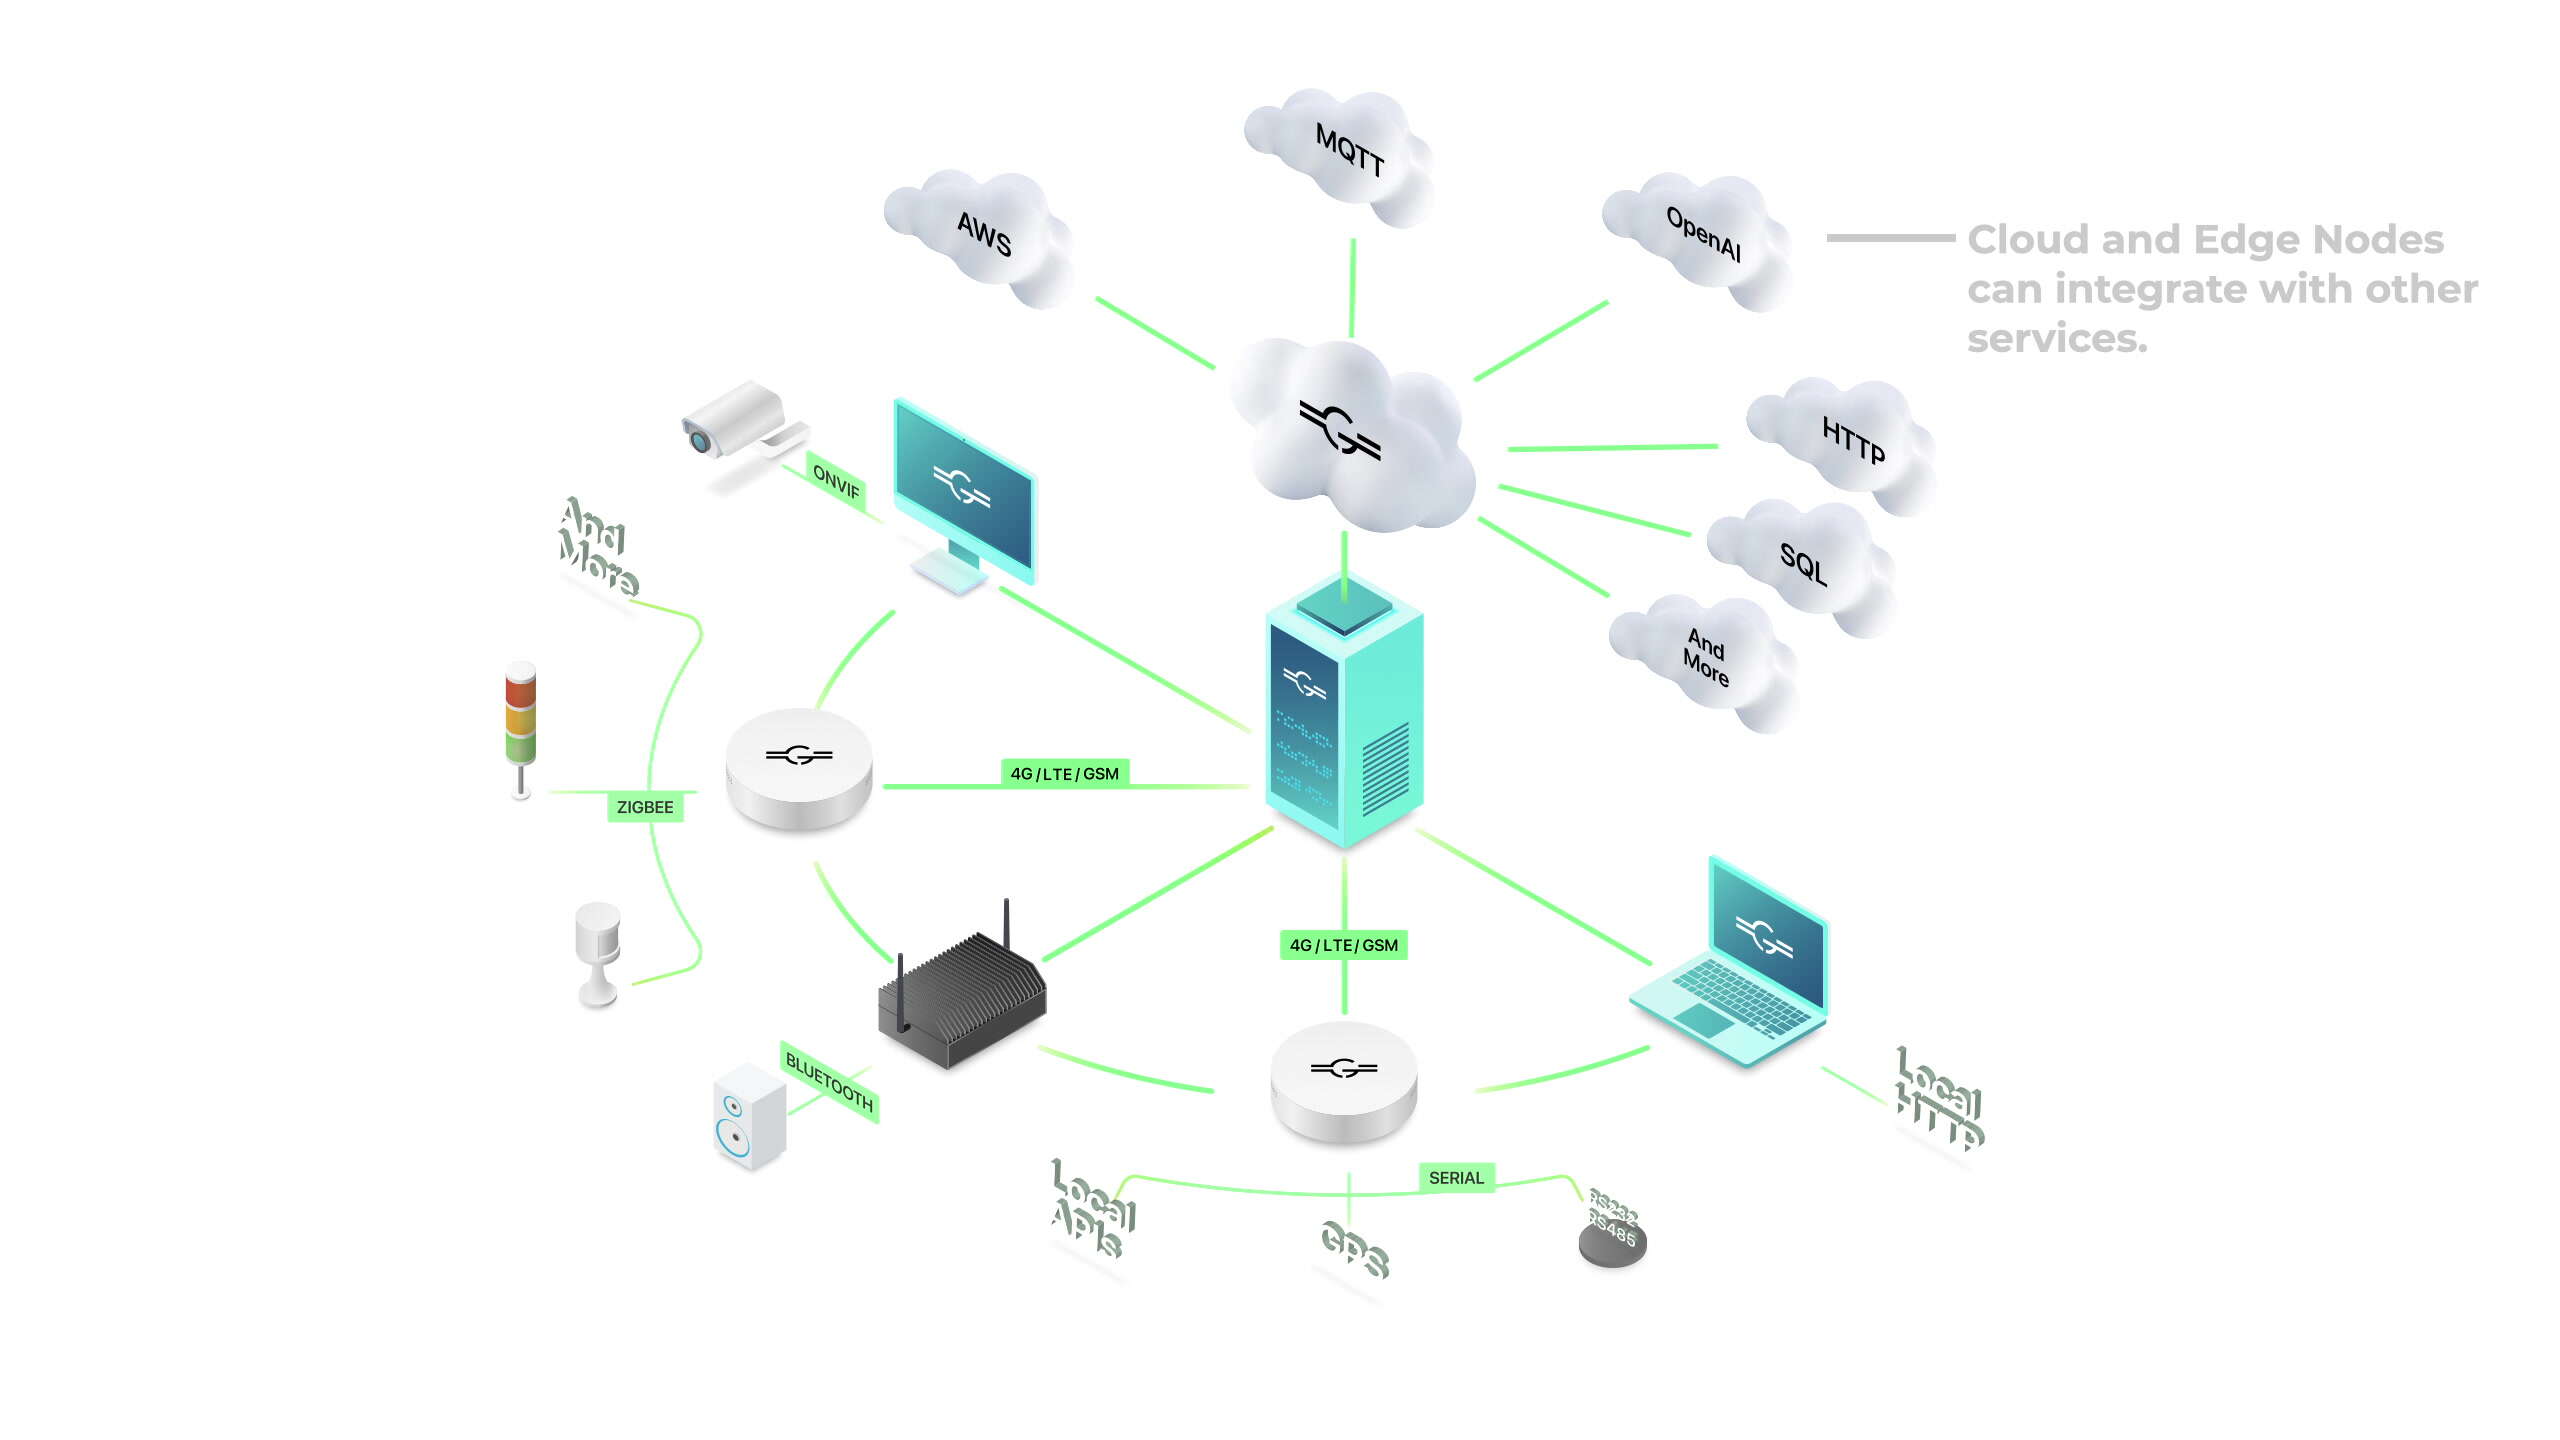 MQTT
AWS
OpenAI
Cloud and Edge Nodes
can integrate with other
services.
HTTP
ONVIF
And
More
SQL
And
More
4G / LTE / GSM
ZIGBEE
4G / LTE / GSM
BLUETOOTH
Local
HTTP
SERIAL
Local
APIs
GPS
RS232
RS485